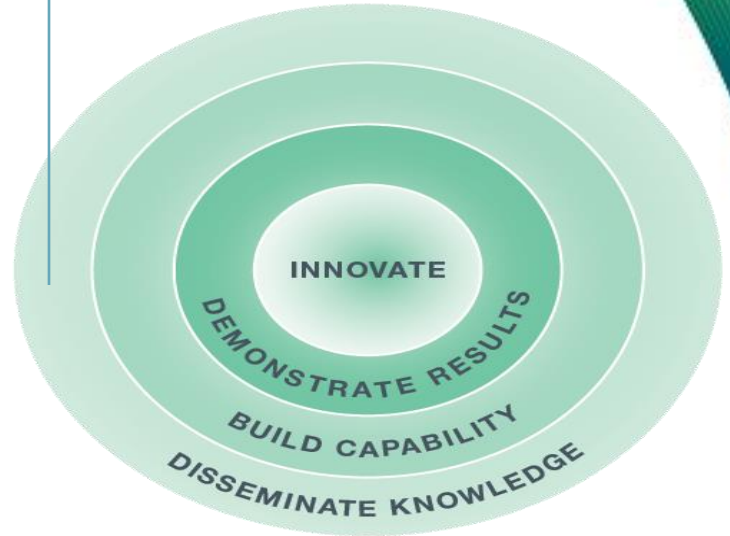 INNOVATE
DEMONSTRATE RESULTS
BUILD CAPABILITY
DISSEMINATE KNOWLEDGE